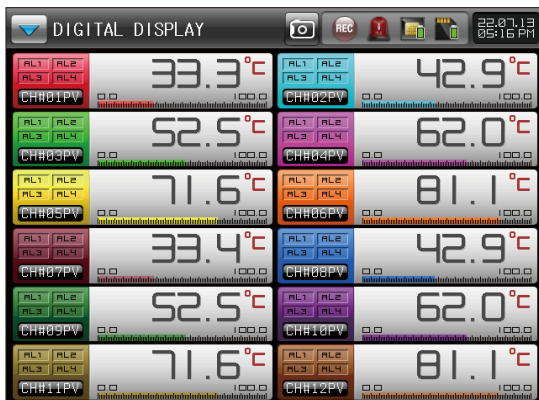 DIGITAL DISPLAY REC 22.07.13
05:16 PM
AL1 AL2 AL1 AL2
AL3 AL4 33.3°C AL3 AL4 42.9°C
CH#01PV 0.0 100.0 CH#02PV 0.0 100.0
AL1 AL2 AL1 AL2
AL3 AL4 52.5°C AL3 AL4 62.0°C
CH#03PV 0.0 100.0 CH#04PV 0.0 100.0
AL1 AL2 AL1 AL2
AL3 AL4 71.6°C AL3 AL4 81.1°C
CH#05PV 0.0 100.0 CH#06PV 0.0 100.0
AL1 AL2 AL1 AL2
AL3 AL4 33.4°C AL3 AL4 42.9°C
CH#07PV 0.0 100.0 CH#08PV 0.0 100.0
AL1 AL2 AL1 AL2
AL3 AL4 52.5°C AL3 AL4 62.0°C
CH#09PV 0.0 100.0 CH#10PV 0.0 100.0
AL1 AL2 AL1 AL2
AL3 AL4 71.6°C AL3 AL4 81.1°C
CH#11PV 0.0 100.0 CH#12PV 0.0 100.0